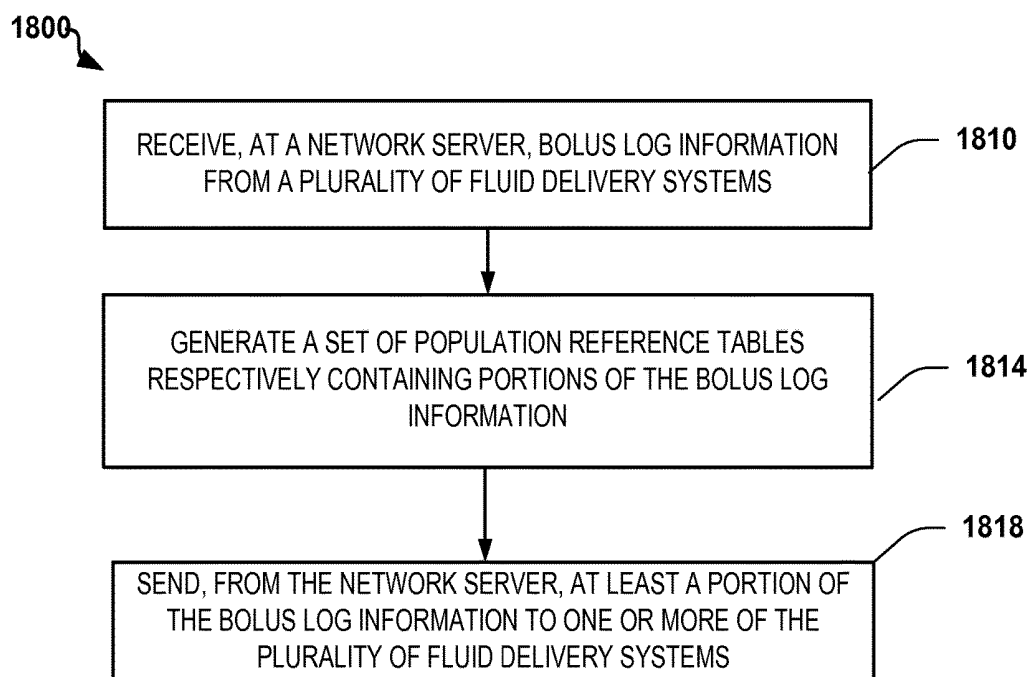 1800
RECEIVE, AT A NETWORK SERVER, BOLUS LOG INFORMATION
FROM A PLURALITY OF FLUID DELIVERY SYSTEMS
1810
GENERATE A SET OF POPULATION REFERENCE TABLES
RESPECTIVELY CONTAINING PORTIONS OF THE BOLUS LOG
INFORMATION
1814
1818
SEND, FROM THE NETWORK SERVER, AT LEAST A PORTION OF
THE BOLUS LOG INFORMATION TO ONE OR MORE OF THE
PLURALITY OF FLUID DELIVERY SYSTEMS